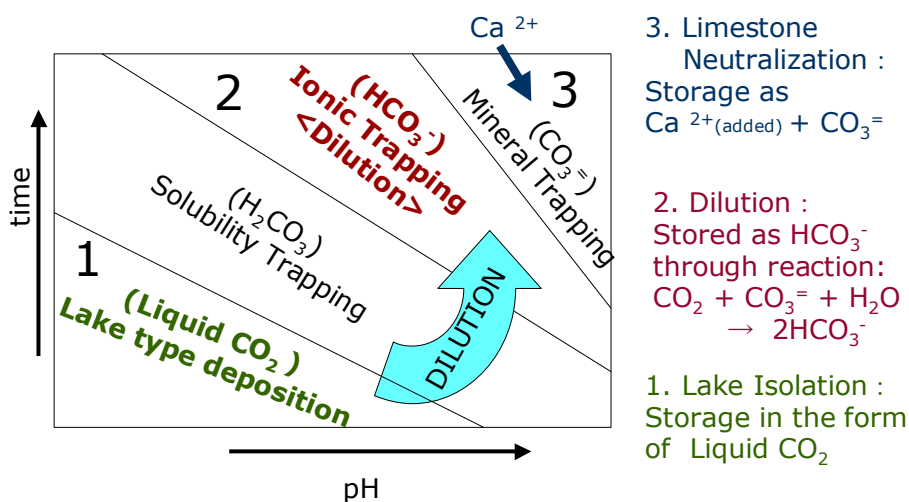 Ca ²⁺
3. Limestone
Neutralization :
Storage as
Ca ²⁺(added) + CO₃⁼
2
(HCO₃⁻)
Ionic Trapping
<Dilution>
3
(CO₃⁼)
Mineral Trapping
time
(H₂CO₃)
Solubility Trapping
1
(Liquid CO₂ )
Lake type deposition
DILUTION
2. Dilution :
Stored as HCO₃⁻
through reaction:
CO₂ + CO₃⁼ + H₂O
→ 2HCO₃⁻
1. Lake Isolation :
Storage in the form
of Liquid CO₂
pH